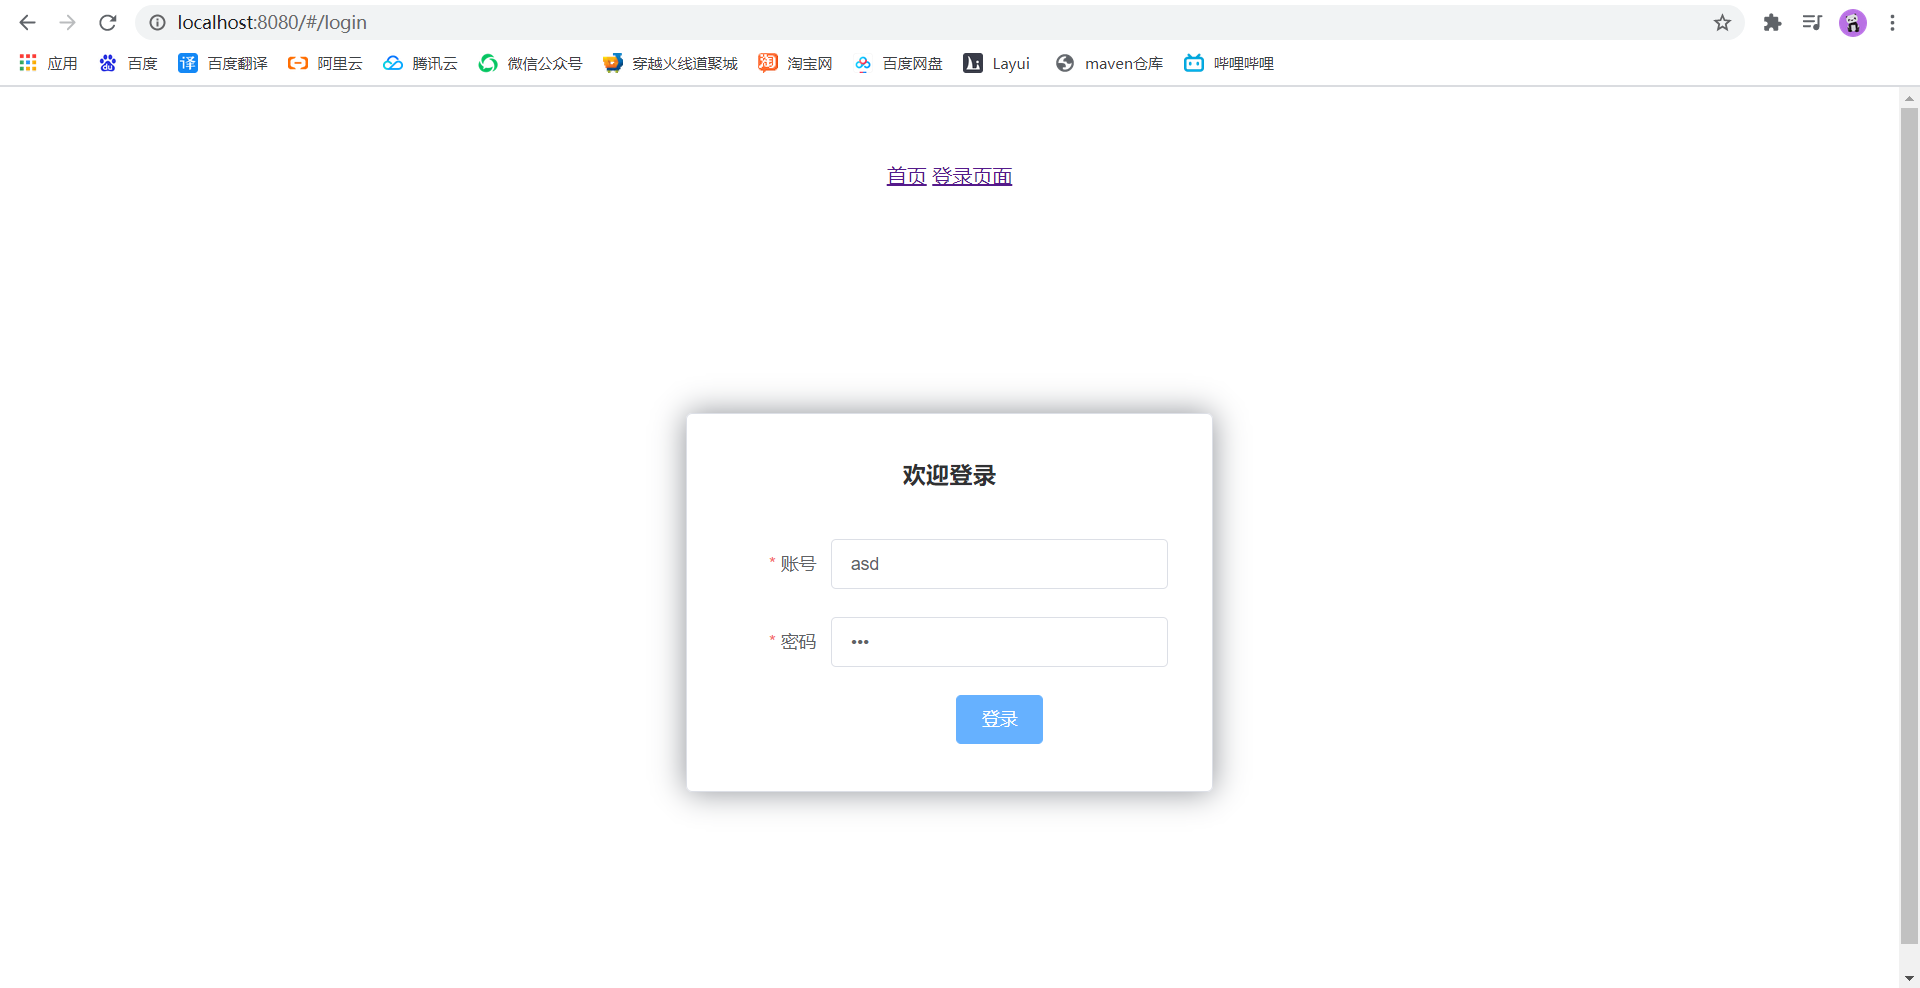 localhost:8080/#/login
应用 百度 译 百度翻译 阿里云 腾讯云 微信公众号 穿越火线道聚城 淘 淘宝网 百度网盘 Layui maven仓库 哔哩哔哩
首页 登录页面
欢迎登录
* 账号 asd
* 密码 •••
登录